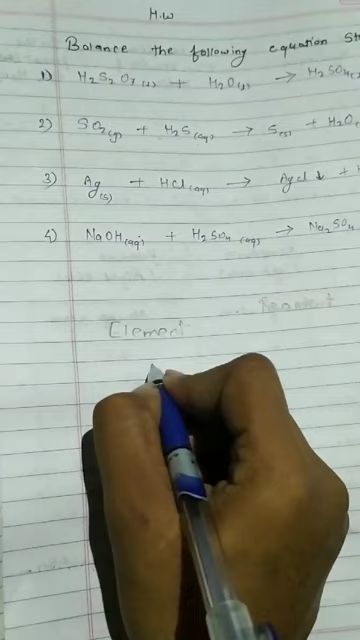 H.W
Balance the following equation St
1) H₂S₂O₇(l) + H₂O(l) → H₂SO₄(
2) SO₂(g) + H₂S(aq) → S(s) + H₂O(
3) Ag(s) + HCl(aq) → Agcl ↓ + H
4) NaOH(aq) + H₂SO₄(aq) → Na₂SO₄
Element